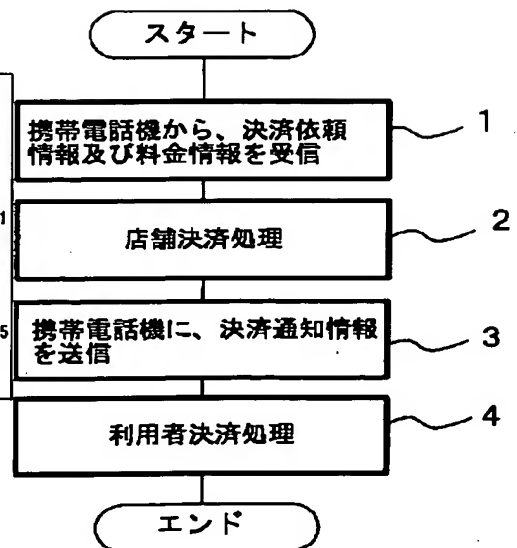 スタート
携帯電話機から、決済依頼
情報及び料金情報を受信
1
1
店舗決済処理
2
5
携帯電話機に、決済通知情報
を送信
3
利用者決済処理
4
エンド